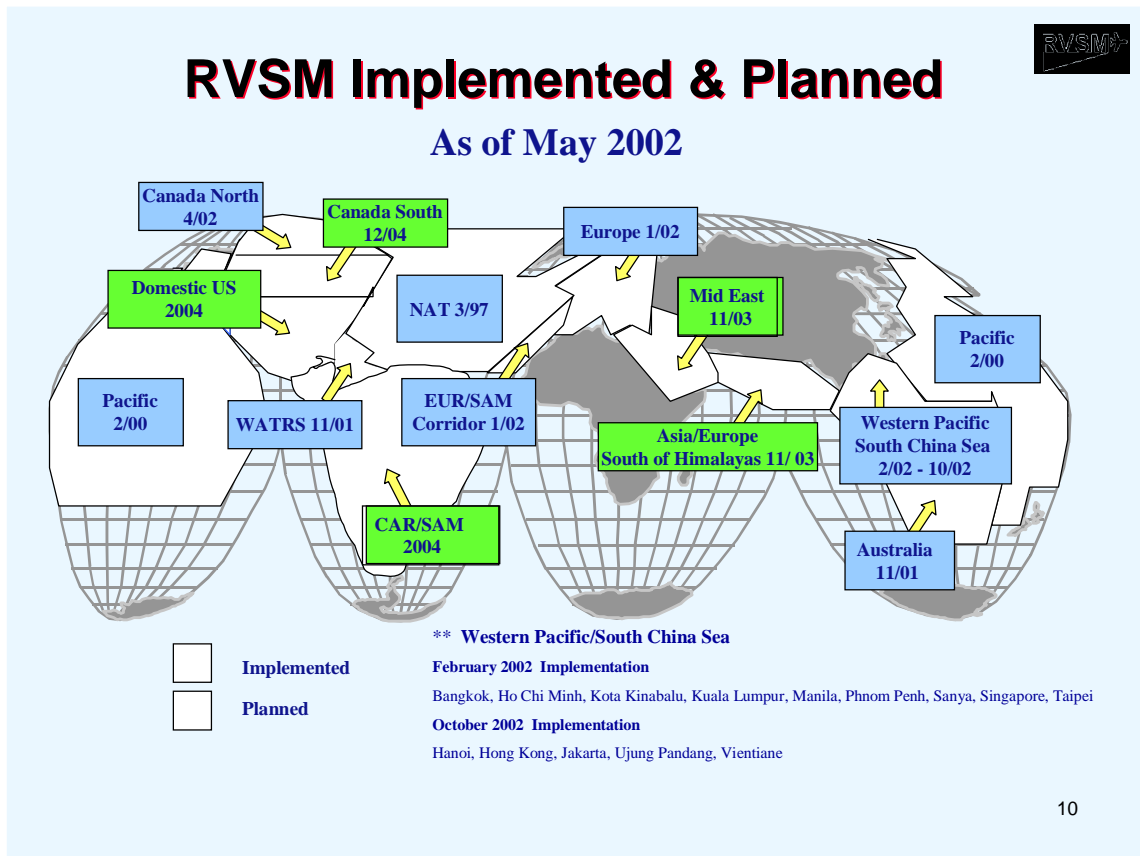 RVSM
RVSM Implemented & Planned
As of May 2002
Canada North
4/02
Canada South
12/04
Europe 1/02
Domestic US
2004
NAT 3/97
Mid East
11/03
Pacific
2/00
Pacific
2/00
WATRS 11/01
EUR/SAM
Corridor 1/02
Asia/Europe
South of Himalayas 11/ 03
Western Pacific
South China Sea
2/02 - 10/02
CAR/SAM
2004
Australia
11/01
Implemented
Planned
** Western Pacific/South China Sea
February 2002 Implementation
Bangkok, Ho Chi Minh, Kota Kinabalu, Kuala Lumpur, Manila, Phnom Penh, Sanya, Singapore, Taipei
October 2002 Implementation
Hanoi, Hong Kong, Jakarta, Ujung Pandang, Vientiane
10